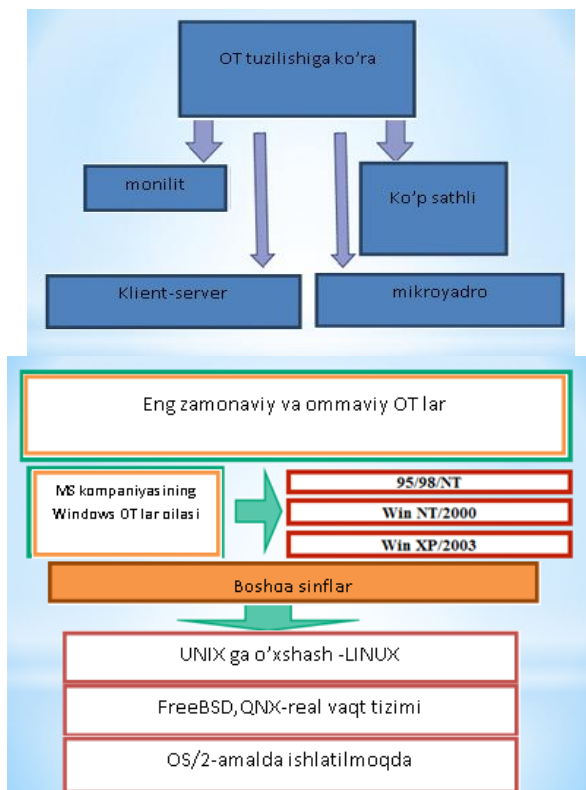 OT tuzilishiga ko’ra
monilit
Ko’p sathli
Klient-server
mikroyadro
Eng zamonaviy va ommaviy OT lar
MS kompaniyasining
Windows OT lar oilasi
95/98/NT
Win NT/2000
Win XP/2003
Boshqa sinflar
UNIX ga o’xshash -LINUX
FreeBSD,QNX-real vaqt tizimi
OS/2-amalda ishlatilmoqda